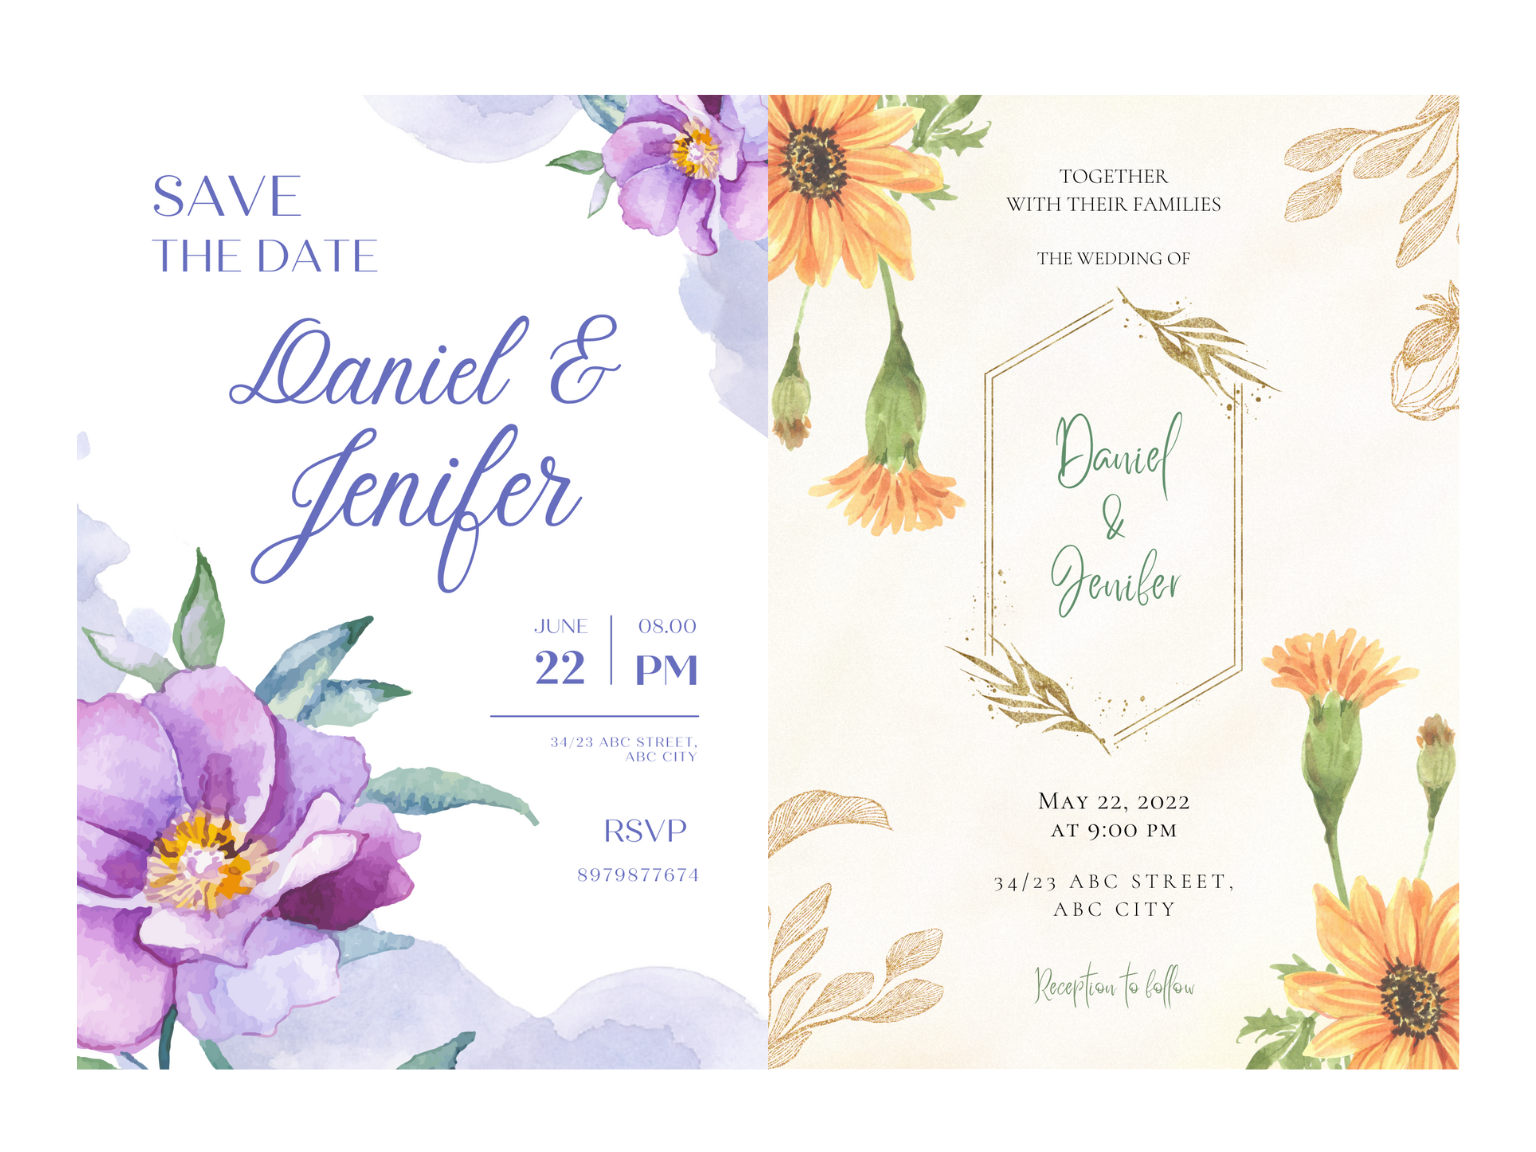 SAVE
THE DATE
Daniel &
Jenifer
JUNE
22
08.00
PM
34/23 ABC STREET,
ABC CITY
RSVP
8979877674
TOGETHER
WITH THEIR FAMILIES
THE WEDDING OF
Daniel
&
Jenifer
May 22, 2022
at 9:00 pm
34/23 ABC STREET,
ABC CITY
Reception to follow